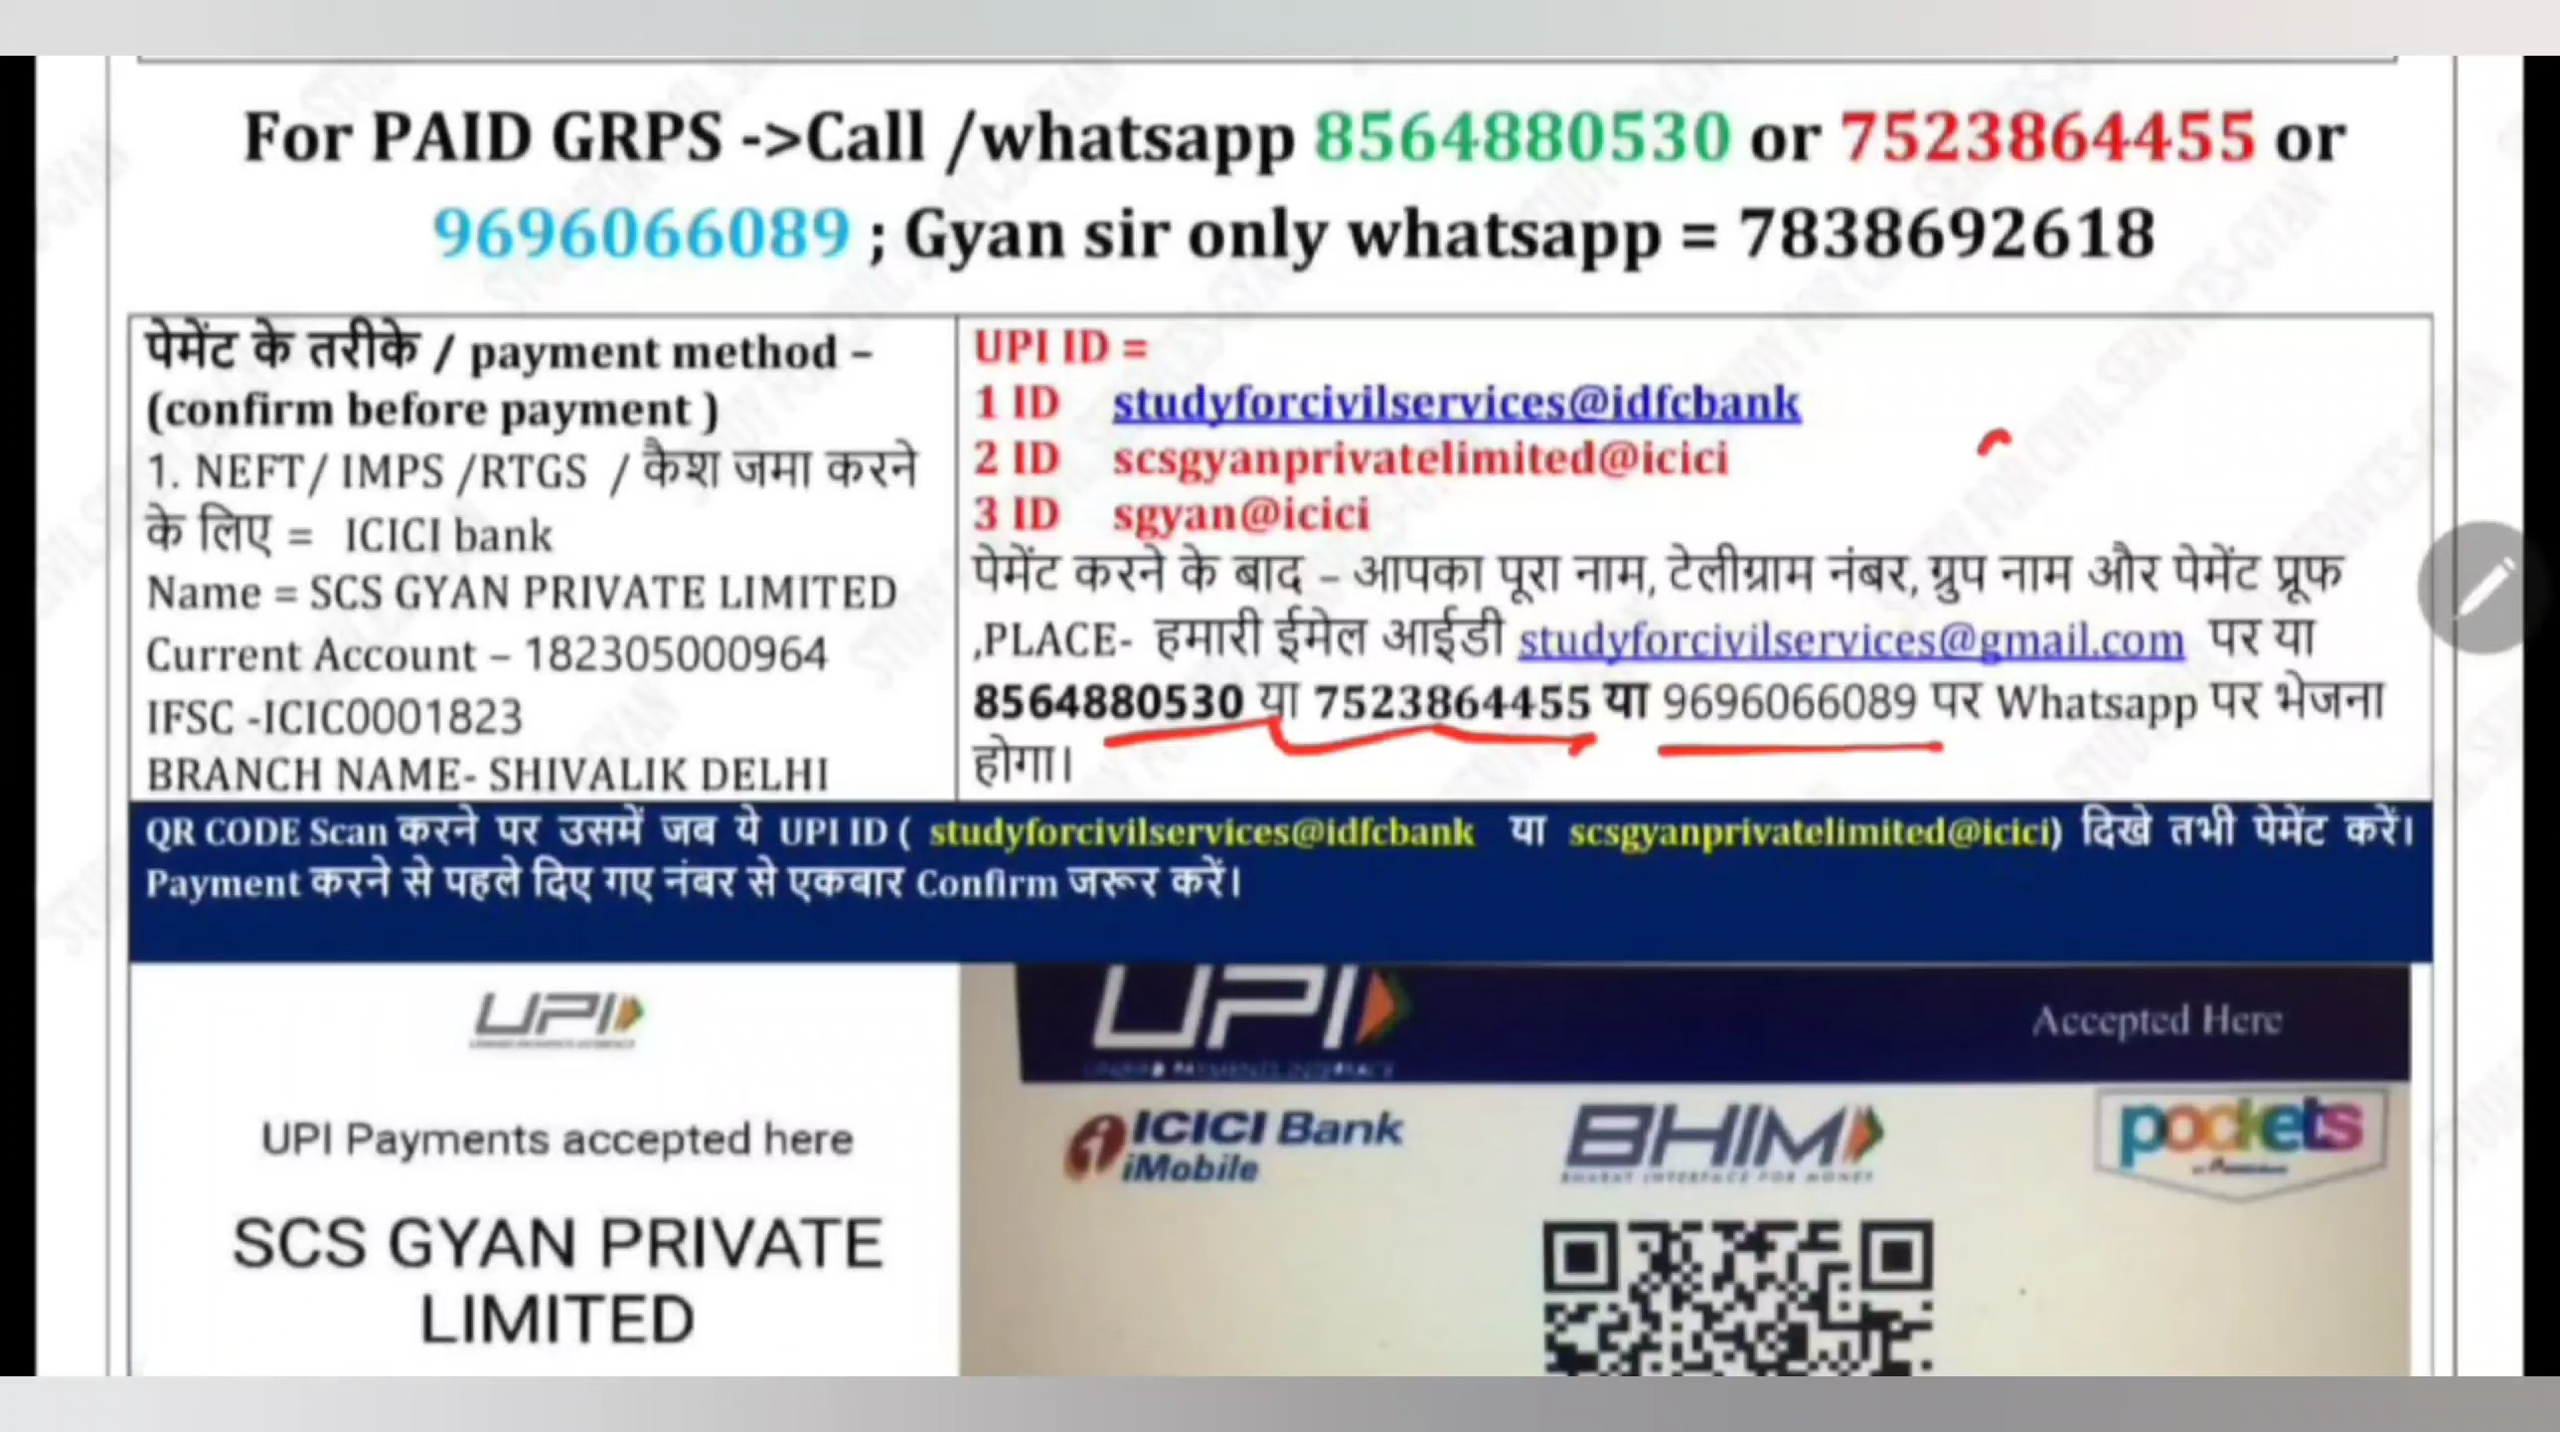 For PAID GRPS ->Call /whatsapp 8564880530 or 7523864455 or
9696066089 ; Gyan sir only whatsapp = 7838692618
पेमेंट के तरीके / payment method –
(confirm before payment )
1. NEFT/ IMPS /RTGS / कैश जमा करने
के लिए = ICICI bank
Name = SCS GYAN PRIVATE LIMITED
Current Account – 182305000964
IFSC -ICIC0001823
BRANCH NAME- SHIVALIK DELHI
UPI ID =
1 ID studyforcivilservices@idfcbank
2 ID scsgyanprivatelimited@icici
3 ID sgyan@icici
पेमेंट करने के बाद – आपका पूरा नाम, टेलीग्राम नंबर, ग्रुप नाम और पेमेंट प्रूफ
,PLACE- हमारी ईमेल आईडी studyforcivilservices@gmail.com पर या
8564880530 या 7523864455 या 9696066089 पर Whatsapp पर भेजना
होगा।
QR CODE Scan करने पर उसमें जब ये UPI ID ( studyforcivilservices@idfcbank या scsgyanprivatelimited@icici) दिखे तभी पेमेंट करें।
Payment करने से पहले दिए गए नंबर से एकबार Confirm जरूर करें।
UPI
UPI Payments accepted here
SCS GYAN PRIVATE
LIMITED
UPI
Accepted Here
ICICI Bank
iMobile
BHIM
BHARAT INTERFACE FOR MONEY
pockets